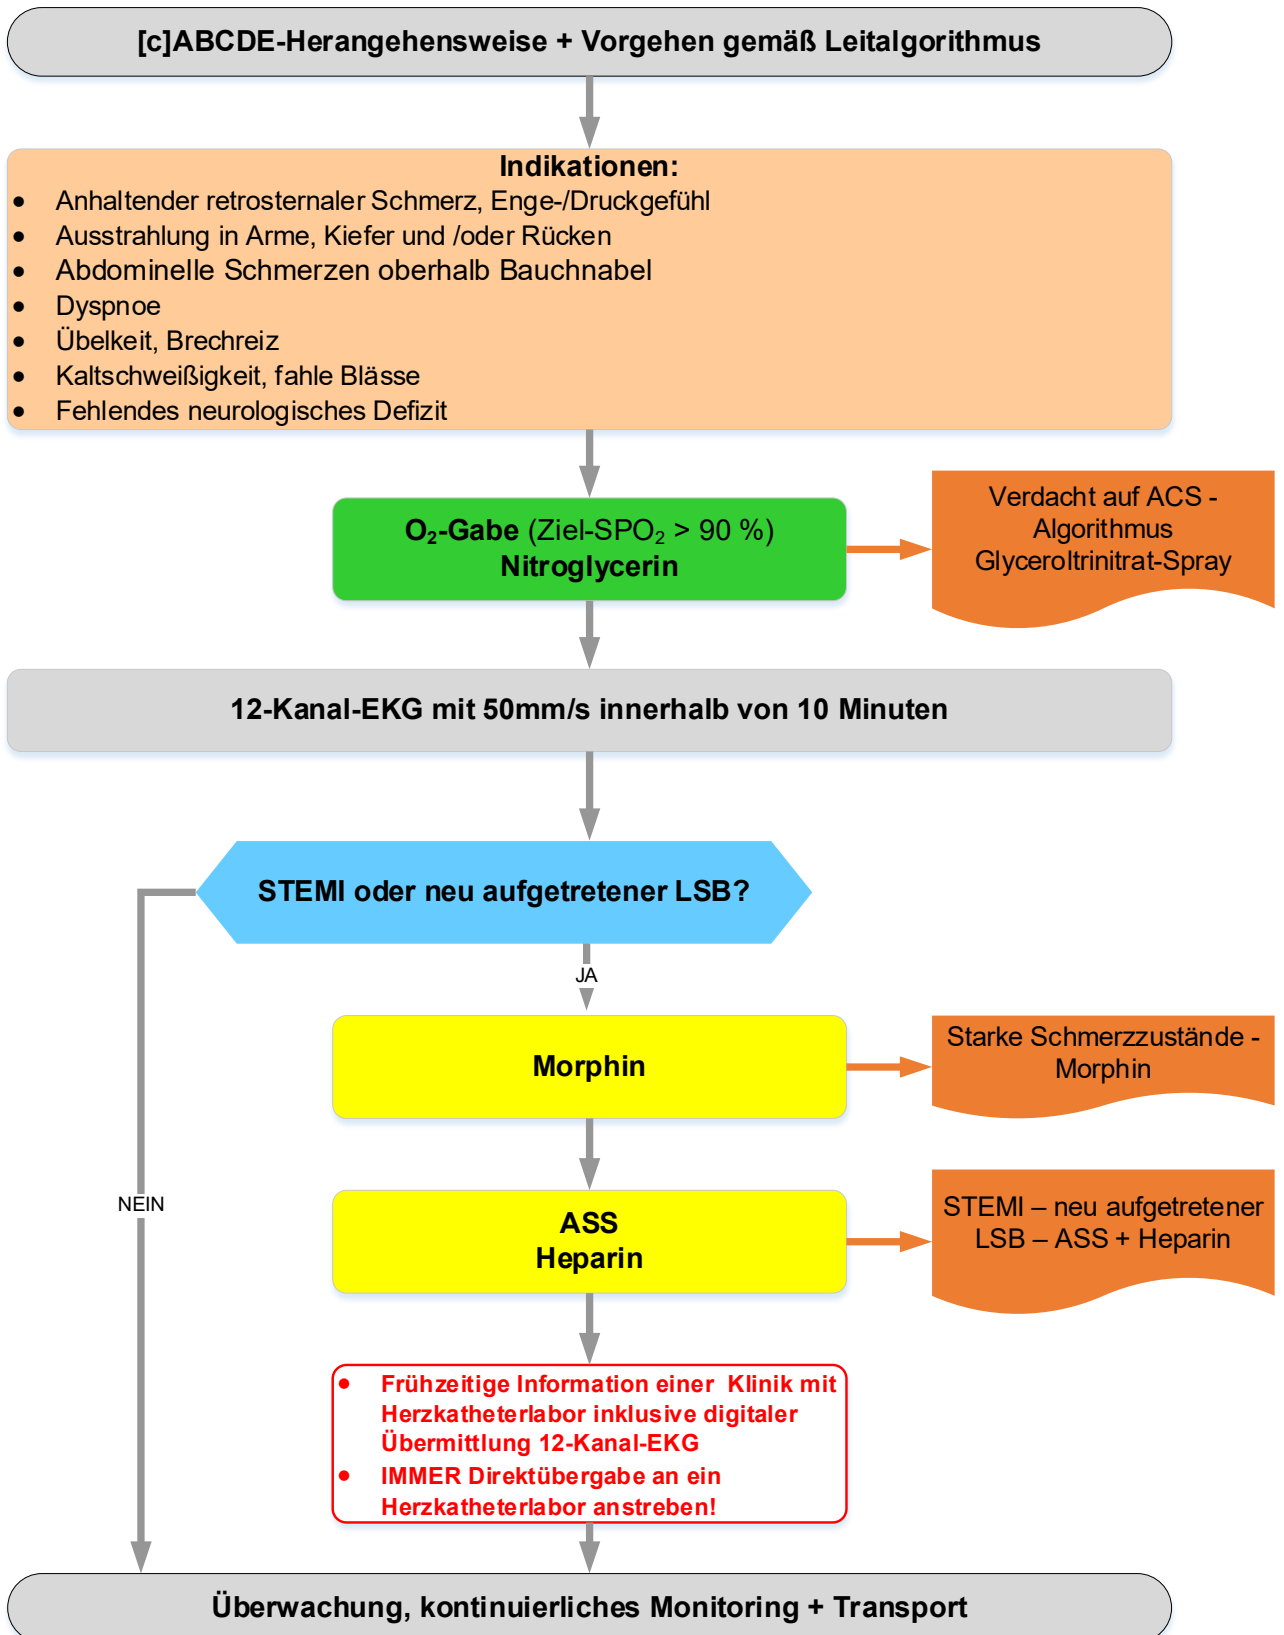 [c]ABCDE-Herangehensweise + Vorgehen gemäß Leitalgorithmus
Indikationen:
• Anhaltender retrosternaler Schmerz, Enge-/Druckgefühl
• Ausstrahlung in Arme, Kiefer und /oder Rücken
• Abdominelle Schmerzen oberhalb Bauchnabel
• Dyspnoe
• Übelkeit, Brechreiz
• Kaltschweißigkeit, fahle Blässe
• Fehlendes neurologisches Defizit
O₂-Gabe (Ziel-SPO₂ > 90 %)
Nitroglycerin
Verdacht auf ACS -
Algorithmus
Glyceroltrinitrat-Spray
12-Kanal-EKG mit 50mm/s innerhalb von 10 Minuten
STEMI oder neu aufgetretener LSB?
JA
Morphin
Starke Schmerzzustände -
Morphin
NEIN
ASS
Heparin
STEMI – neu aufgetretener
LSB – ASS + Heparin
• Frühzeitige Information einer Klinik mit
Herzkatheterlabor inklusive digitaler
Übermittlung 12-Kanal-EKG
• IMMER Direktübergabe an ein
Herzkatheterlabor anstreben!
Überwachung, kontinuierliches Monitoring + Transport